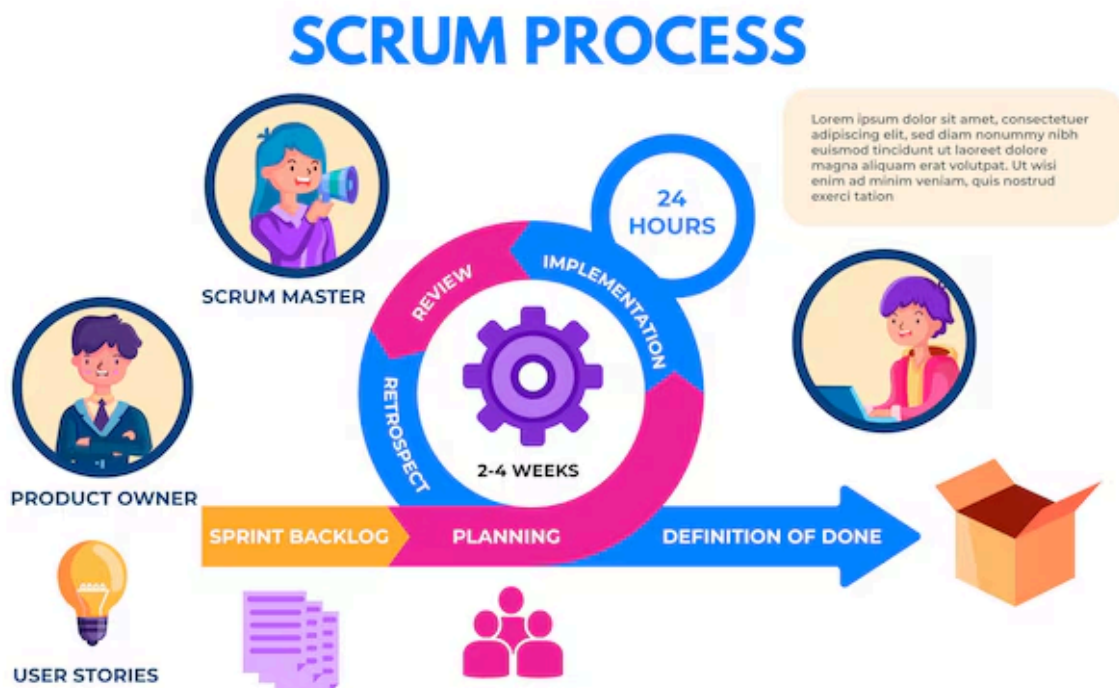 SCRUM PROCESS
Lorem ipsum dolor sit amet, consectetuer
adipiscing elit, sed diam nonummy nibh
euismod tincidunt ut laoreet dolore
magna aliquam erat volutpat. Ut wisi
enim ad minim veniam, quis nostrud
exerci tation
24
HOURS
SCRUM MASTER
REVIEW
IMPLEMENTATION
RETROSPECT
2-4 WEEKS
PRODUCT OWNER
SPRINT BACKLOG
PLANNING
DEFINITION OF DONE
USER STORIES